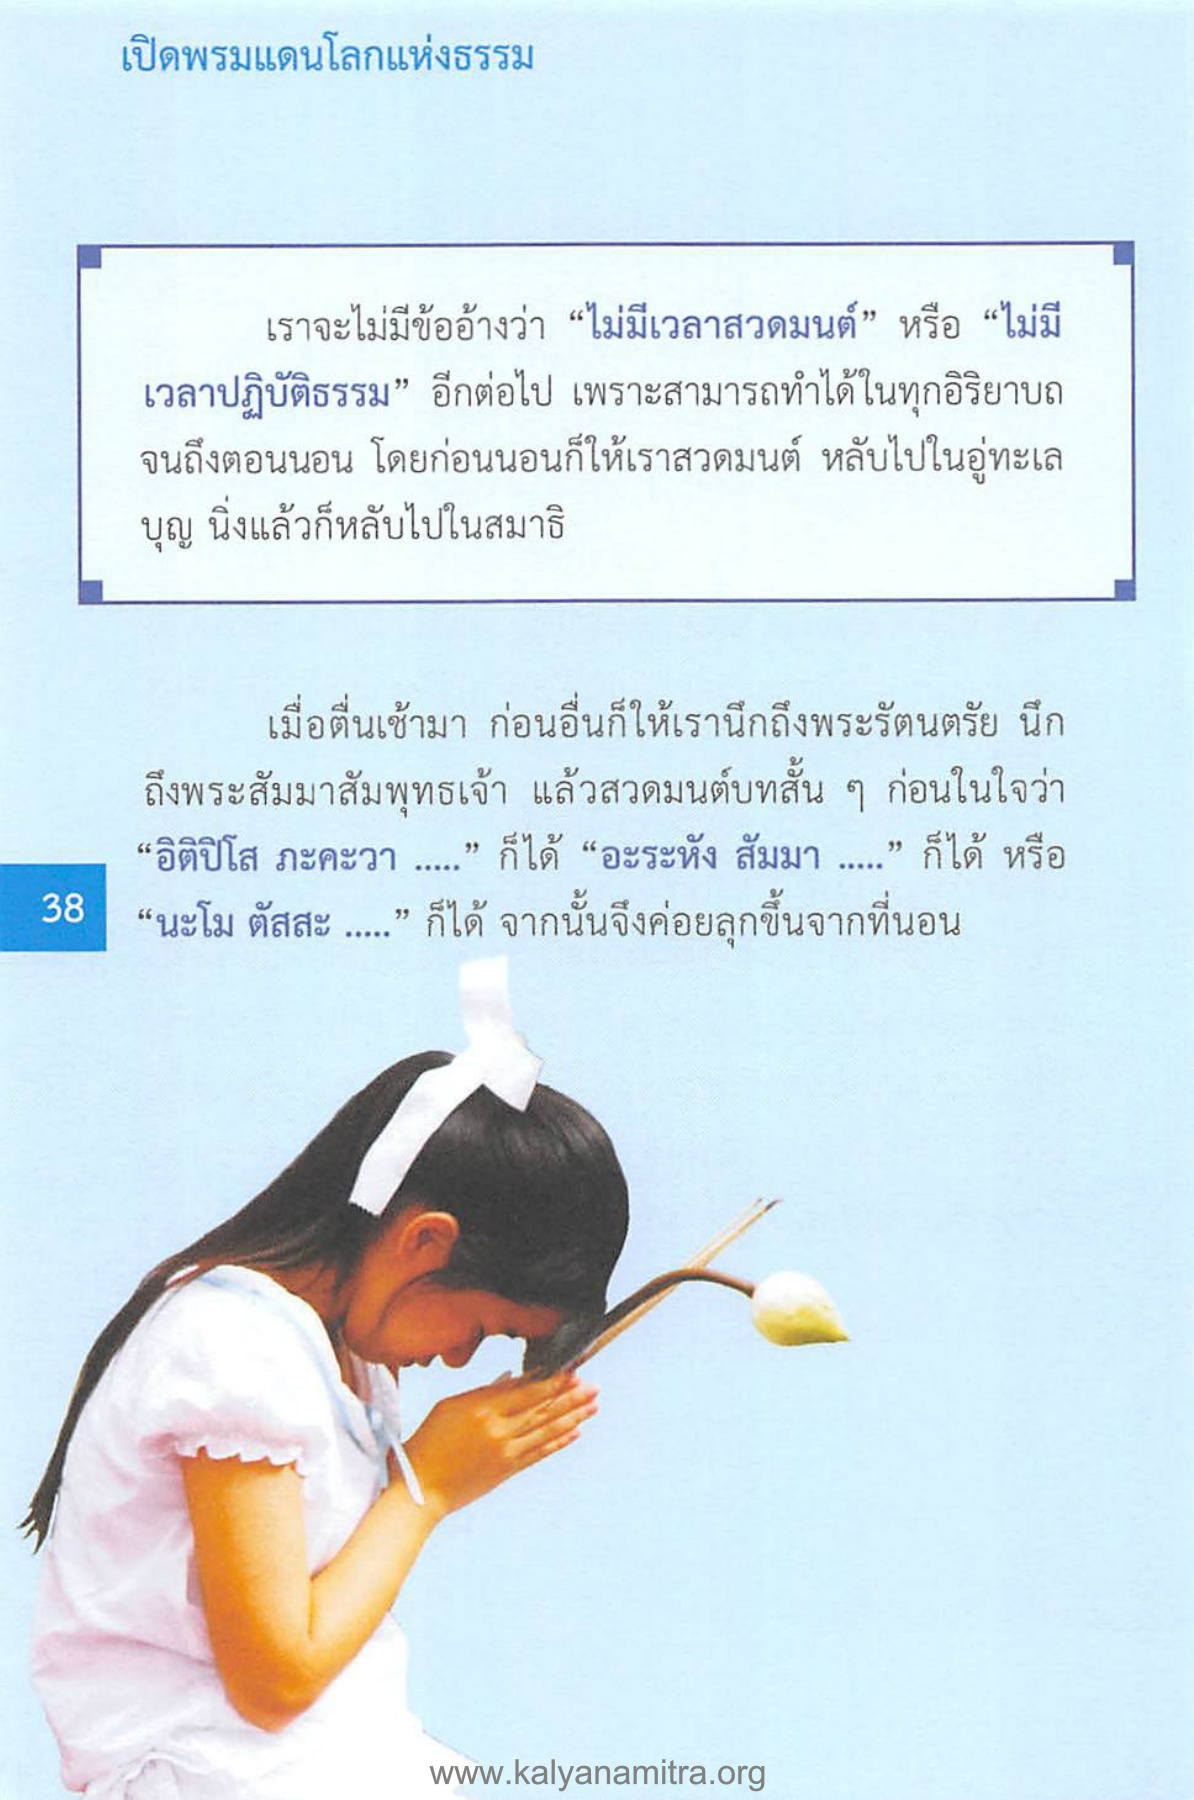 เปิดพรมแดนโลกแห่งธรรม
เราจะไม่มีข้ออ้างว่า “ไม่มีเวลาสวดมนต์” หรือ “ไม่มี
เวลาปฏิบัติธรรม” อีกต่อไป เพราะสามารถทำได้ในทุกอิริยาบถ
จนถึงตอนนอน โดยก่อนนอนก็ให้เราสวดมนต์ หลับไปในอู่ทะเล
บุญ นิ่งแล้วก็หลับไปในสมาธิ
เมื่อตื่นเช้ามา ก่อนอื่นก็ให้เรานึกถึงพระรัตนตรัย นึก
ถึงพระสัมมาสัมพุทธเจ้า แล้วสวดมนต์บทสั้น ๆ ก่อนในใจว่า
“อิติปิโส ภะคะวา .....” ก็ได้ “อะระหัง สัมมา .....” ก็ได้ หรือ
“นะโม ตัสสะ .....” ก็ได้ จากนั้นจึงค่อยลุกขึ้นจากที่นอน
38
www.kalyanamitra.org